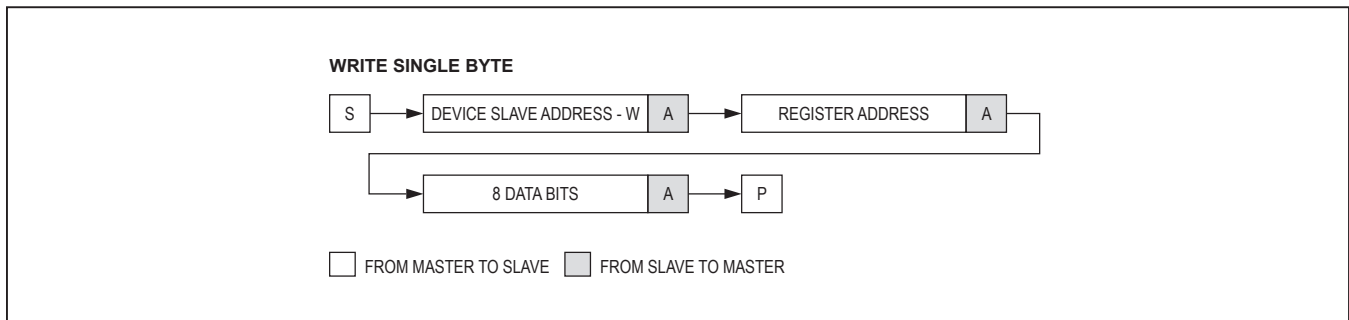 WRITE SINGLE BYTE
S DEVICE SLAVE ADDRESS - W A REGISTER ADDRESS A
8 DATA BITS A P
FROM MASTER TO SLAVE FROM SLAVE TO MASTER